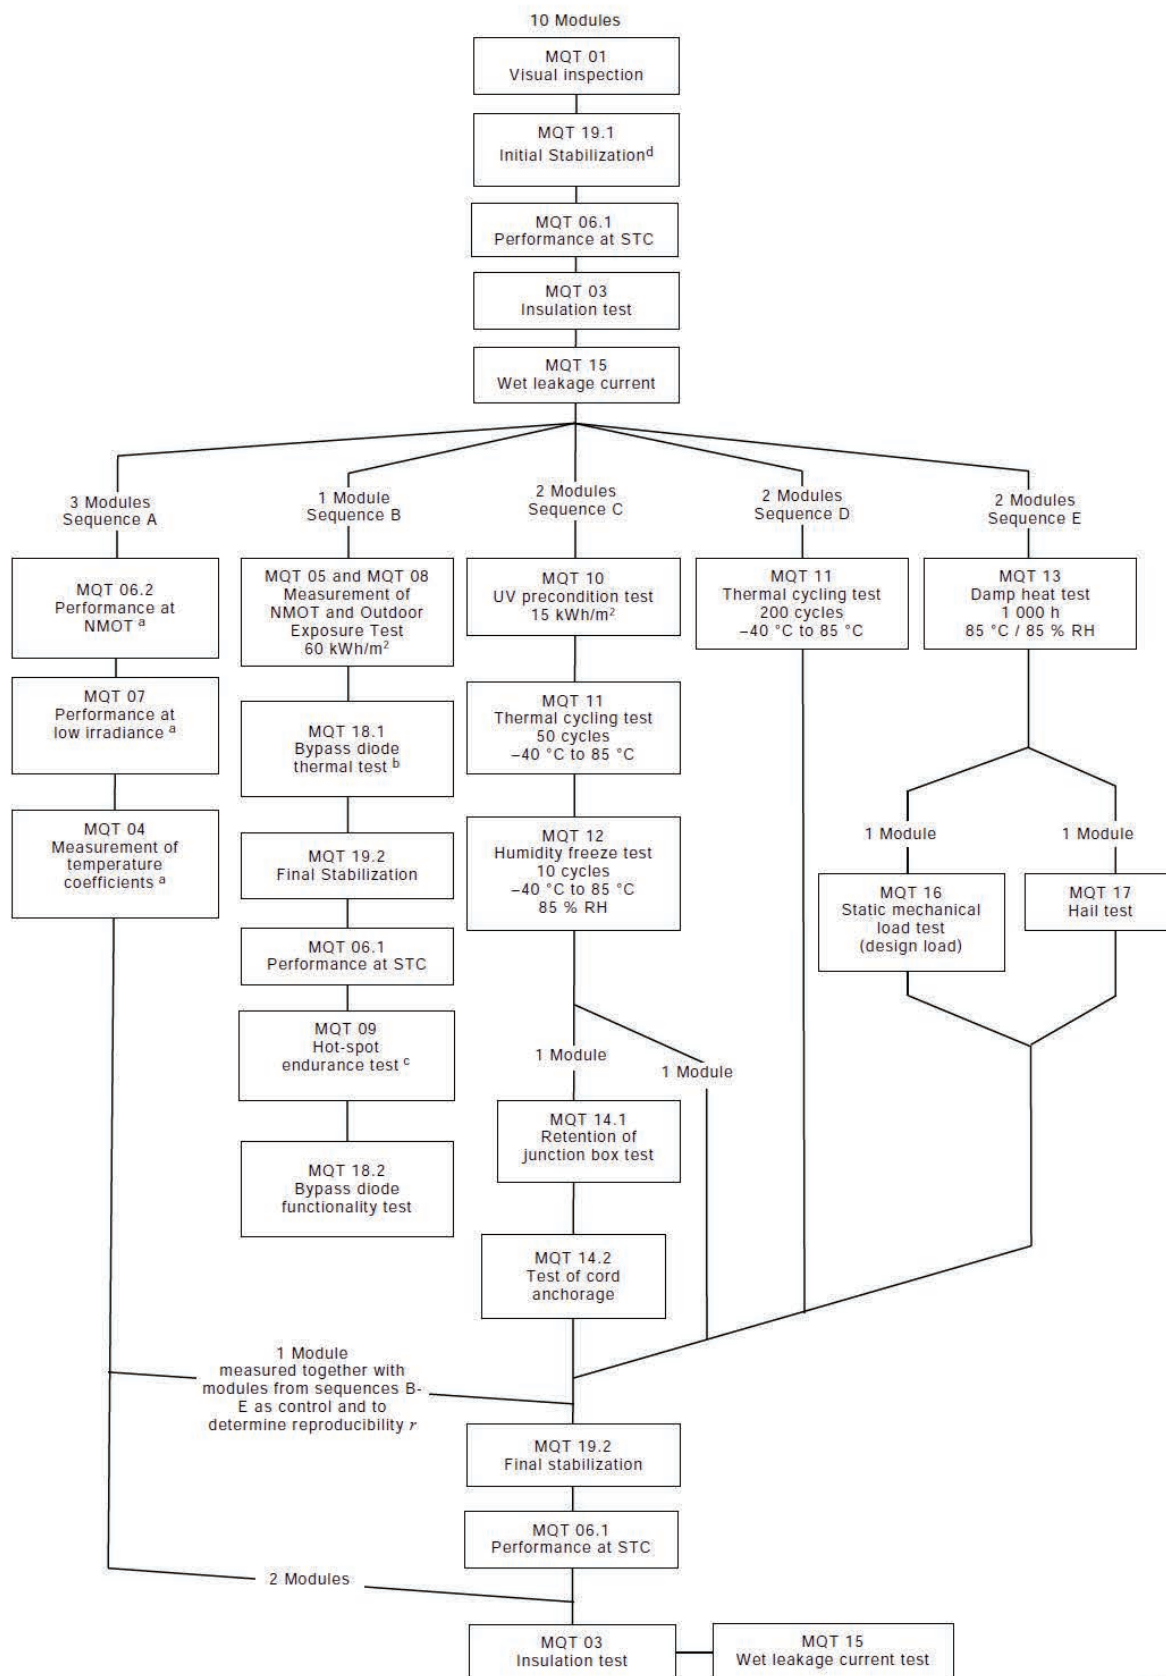 10 Modules
MQT 01
Visual inspection
MQT 19.1
Initial Stabilization d
MQT 06.1
Performance at STC
MQT 03
Insulation test
MQT 15
Wet leakage current
3 Modules
Sequence A
MQT 06.2
Performance at
NMOT a
MQT 07
Performance at
low irradiance a
MQT 04
Measurement of
temperature
coefficients a
1 Module
Sequence B
MQT 05 and MQT 08
Measurement of
NMOT and Outdoor
Exposure Test
60 kWh/m²
MQT 18.1
Bypass diode
thermal test b
MQT 19.2
Final Stabilization
MQT 06.1
Performance at STC
MQT 09
Hot-spot
endurance test c
MQT 18.2
Bypass diode
functionality test
2 Modules
Sequence C
MQT 10
UV precondition test
15 kWh/m²
MQT 11
Thermal cycling test
50 cycles
–40 °C to 85 °C
MQT 12
Humidity freeze test
10 cycles
–40 °C to 85 °C
85 % RH
1 Module
1 Module
MQT 14.1
Retention of
junction box test
MQT 14.2
Test of cord
anchorage
2 Modules
Sequence D
MQT 11
Thermal cycling test
200 cycles
–40 °C to 85 °C
2 Modules
Sequence E
MQT 13
Damp heat test
1 000 h
85 °C / 85 % RH
1 Module
1 Module
MQT 16
Static mechanical
load test
(design load)
MQT 17
Hail test
1 Module
measured together with
modules from sequences B-
E as control and to
determine reproducibility r
MQT 19.2
Final stabilization
MQT 06.1
Performance at STC
2 Modules
MQT 03
Insulation test
MQT 15
Wet leakage current test